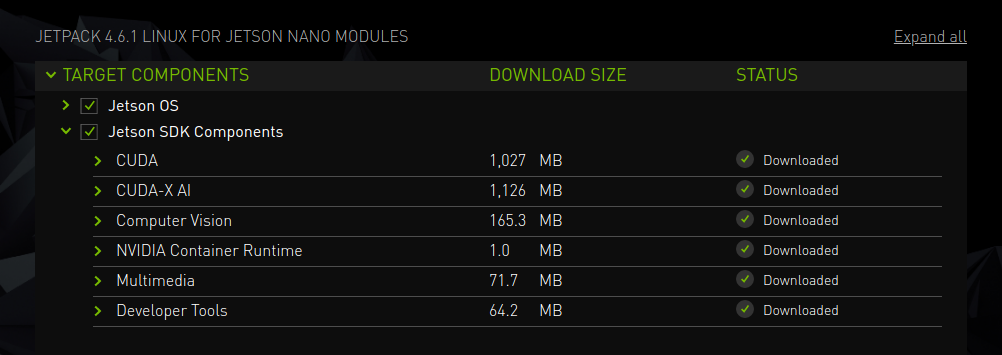 JETPACK 4.6.1 LINUX FOR JETSON NANO MODULES Expand all
TARGET COMPONENTS DOWNLOAD SIZE STATUS
Jetson OS
Jetson SDK Components
CUDA 1,027 MB Downloaded
CUDA-X AI 1,126 MB Downloaded
Computer Vision 165.3 MB Downloaded
NVIDIA Container Runtime 1.0 MB Downloaded
Multimedia 71.7 MB Downloaded
Developer Tools 64.2 MB Downloaded